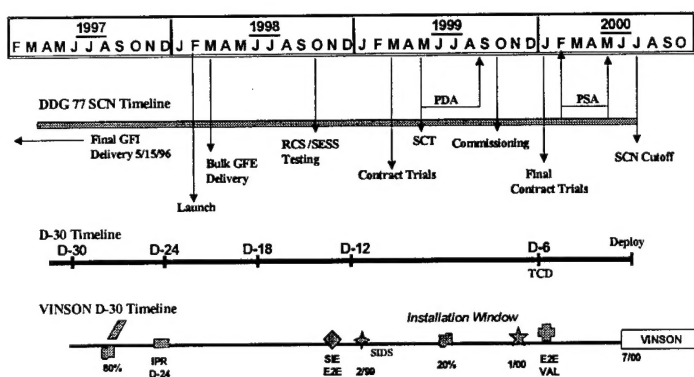 1997 1998 1999 2000
F M A M J J A S O N D J F M A M J J A S O N D J F M A M J J A S O N D J F M A M J J A S O
DDG 77 SCN Timeline
PDA
PSA
Final GFI
Delivery 5/15/96
Bulk GFE
Delivery
RCS /SESS
Testing
Launch
Contract Trials
SCT
Commissioning
Final
Contract Trials
SCN Cutoff
D-30 Timeline
D-30 D-24 D-18 D-12 D-6 Deploy
TCD
VINSON D-30 Timeline
Installation Window
80%
IPR
D-24
SIE
E2E
SIDS
2/99
20%
1/00
E2E
VAL
7/00
VINSON